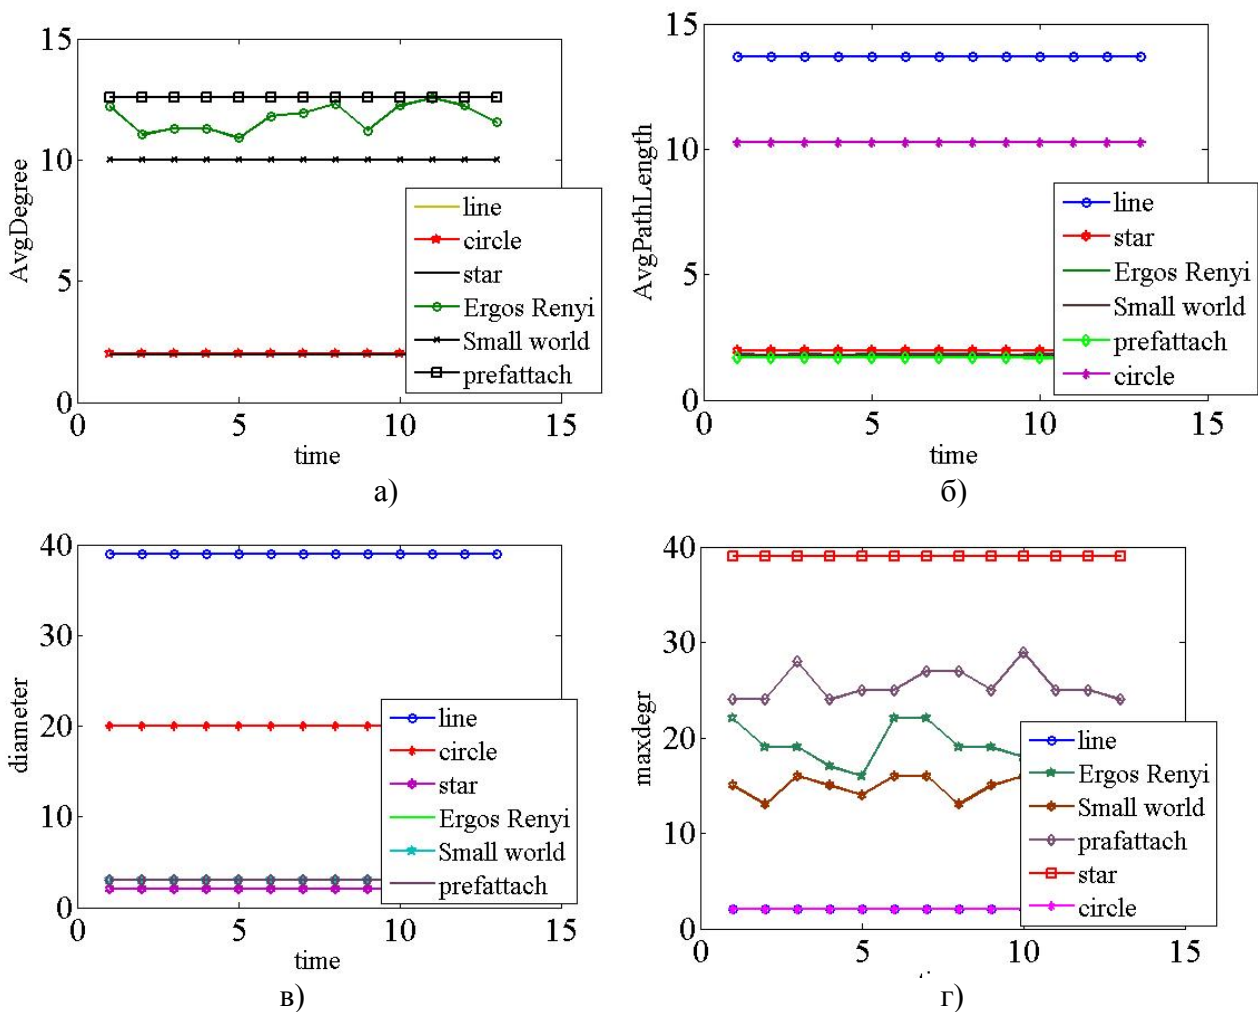 15
10
5
0
AvgDegree
line
circle
star
Ergos Renyi
Small world
prefattach
0
5
10
15
time
а)
15
10
5
0
AvgPathLength
line
star
Ergos Renyi
Small world
prefattach
circle
0
5
10
15
time
б)
40
30
20
10
0
diameter
line
circle
star
Ergos Renyi
Small world
prefattach
0
5
10
15
time
в)
40
30
20
10
0
maxdegr
line
Ergos Renyi
Small world
prafattach
star
circle
0
5
10
15
г)